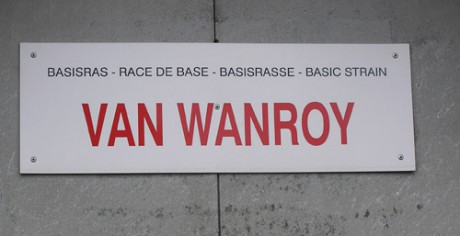 BASISRAS - RACE DE BASE - BASISRASSE - BASIC STRAIN
VAN WANROY